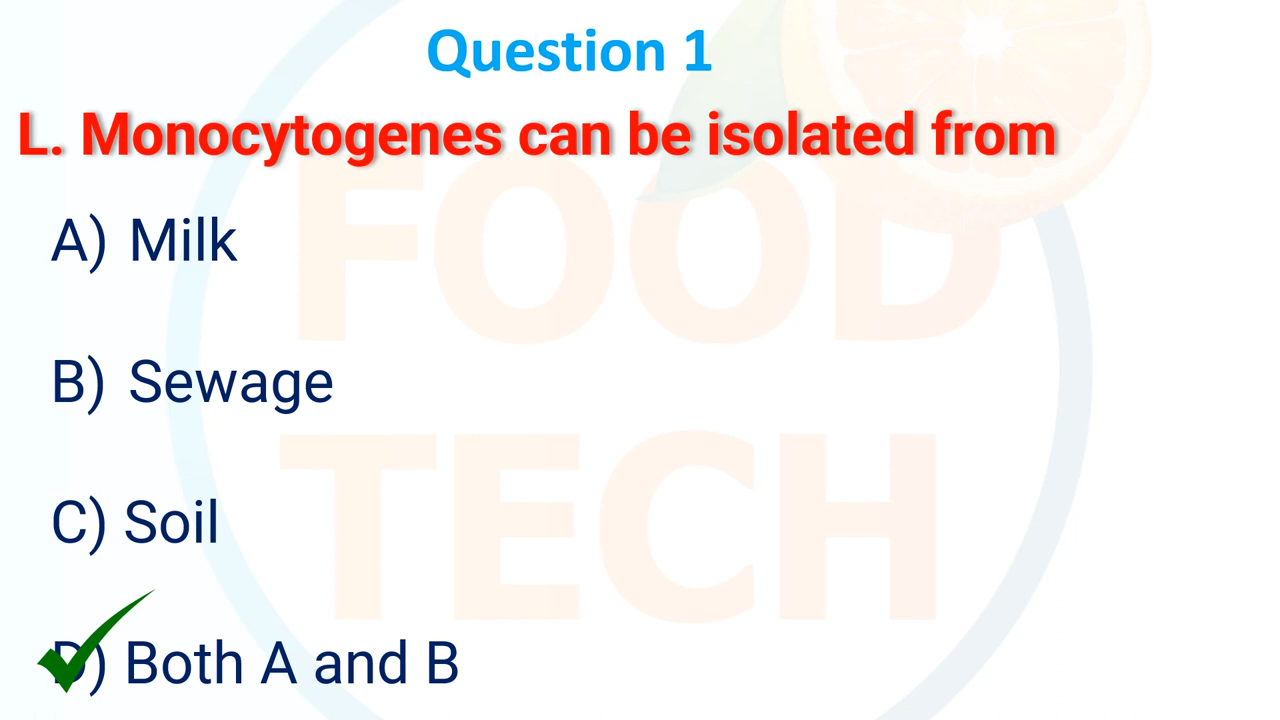 Question 1
L. Monocytogenes can be isolated from
A) Milk
B) Sewage
C) Soil
D) Both A and B
FOOD
TECH